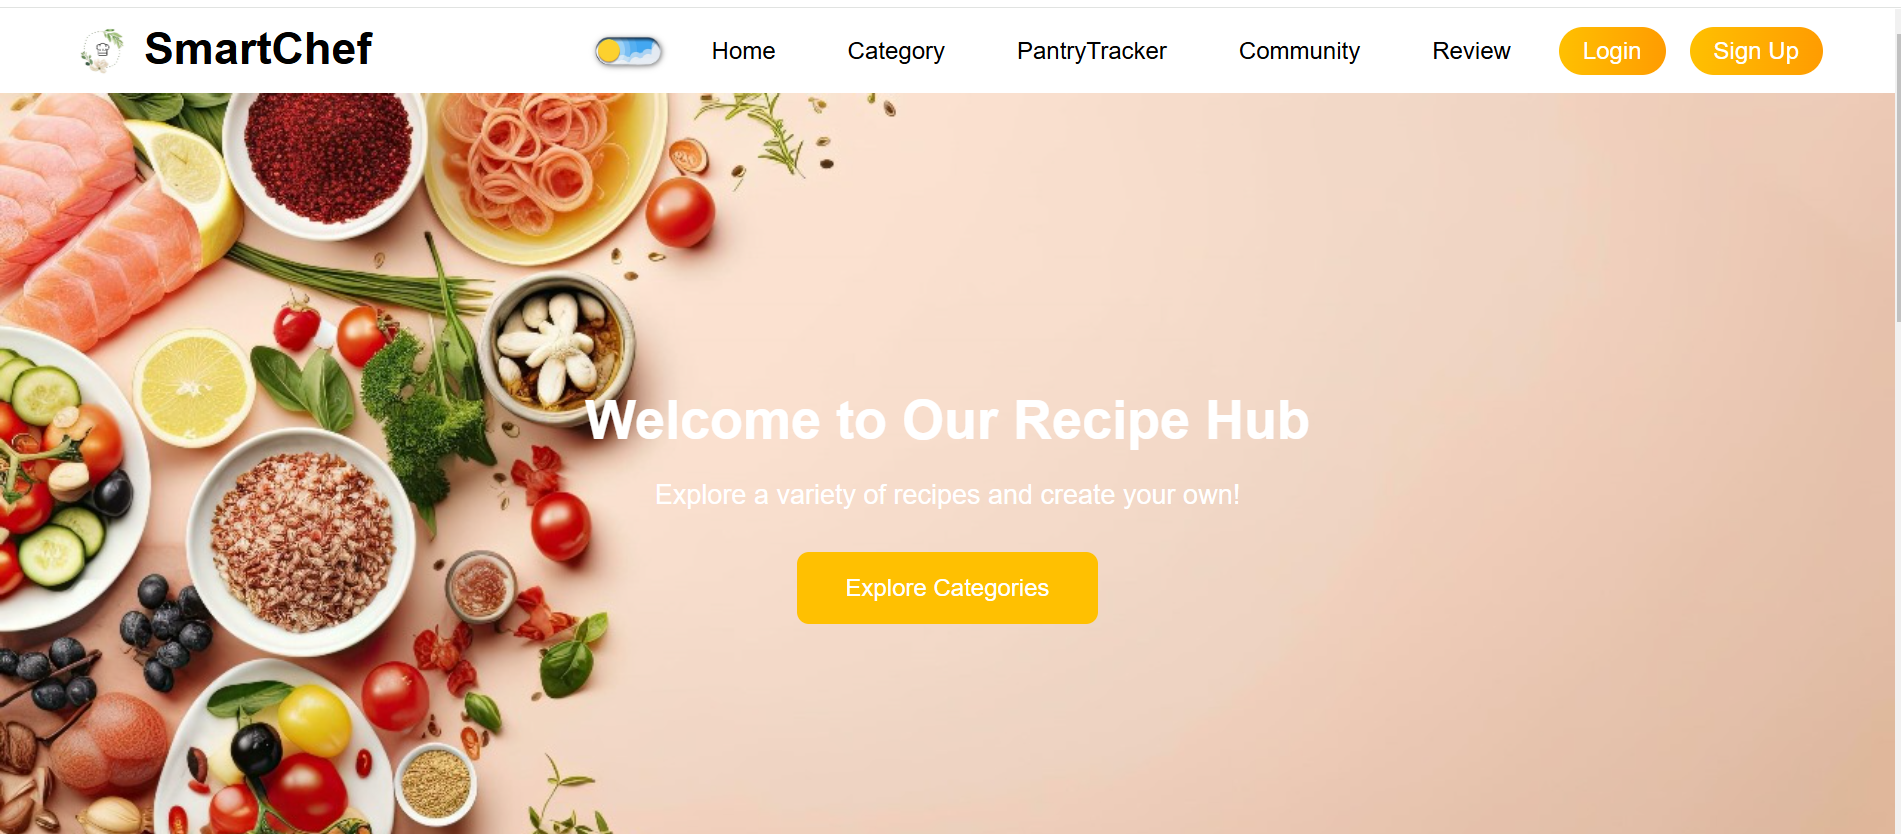 SmartChef
Home Category PantryTracker Community Review Login Sign Up
Welcome to Our Recipe Hub
Explore a variety of recipes and create your own!
Explore Categories